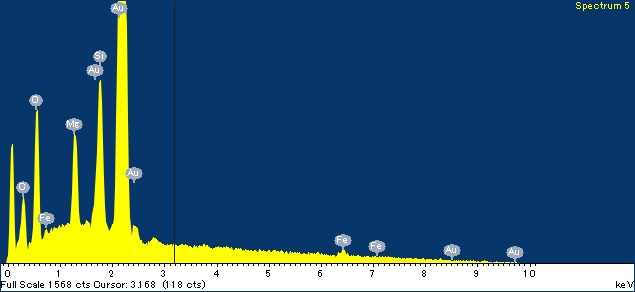 Spectrum 5
Au
Si
Au
O
Mg
Au
C
Fe
Fe
Fe
Au
Au
0 1 2 3 4 5 6 7 8 9 10
Full Scale 1568 cts Cursor: 3.168 (118 cts) keV